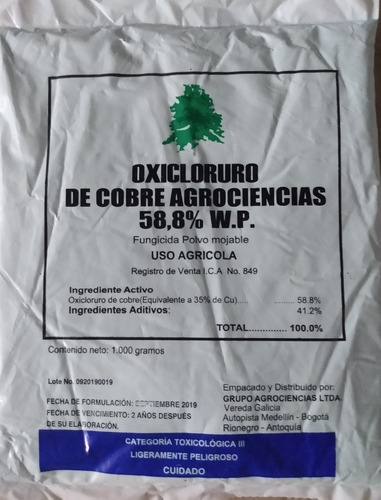 OXICLORURO
DE COBRE AGROCIENCIAS
58,8% W.P.
Fungicida Polvo mojable
USO AGRICOLA
Registro de Venta I.C.A No. 849
Ingrediente Activo
Oxicloruro de cobre(Equivalente a 35% de Cu)..... ......... 58.8%
Ingredientes Aditivos: 41.2%
TOTAL.............. 100.0%
Contenido neto: 1.000 gramos
Lote No. 0920190019
FECHA DE FORMULACIÓN: SEPTIEMBRE 2019
FECHA DE VENCIMIENTO: 2 AÑOS DESPUÉS
DE SU ELABORACIÓN.
Empacado y Distribuido por:
GRUPO AGROCIENCIAS LTDA.
Vereda Galicia
Autopista Medellín - Bogotá
Rionegro - Antioquía
CATEGORÍA TOXICOLÓGICA III
LIGERAMENTE PELIGROSO
CUIDADO